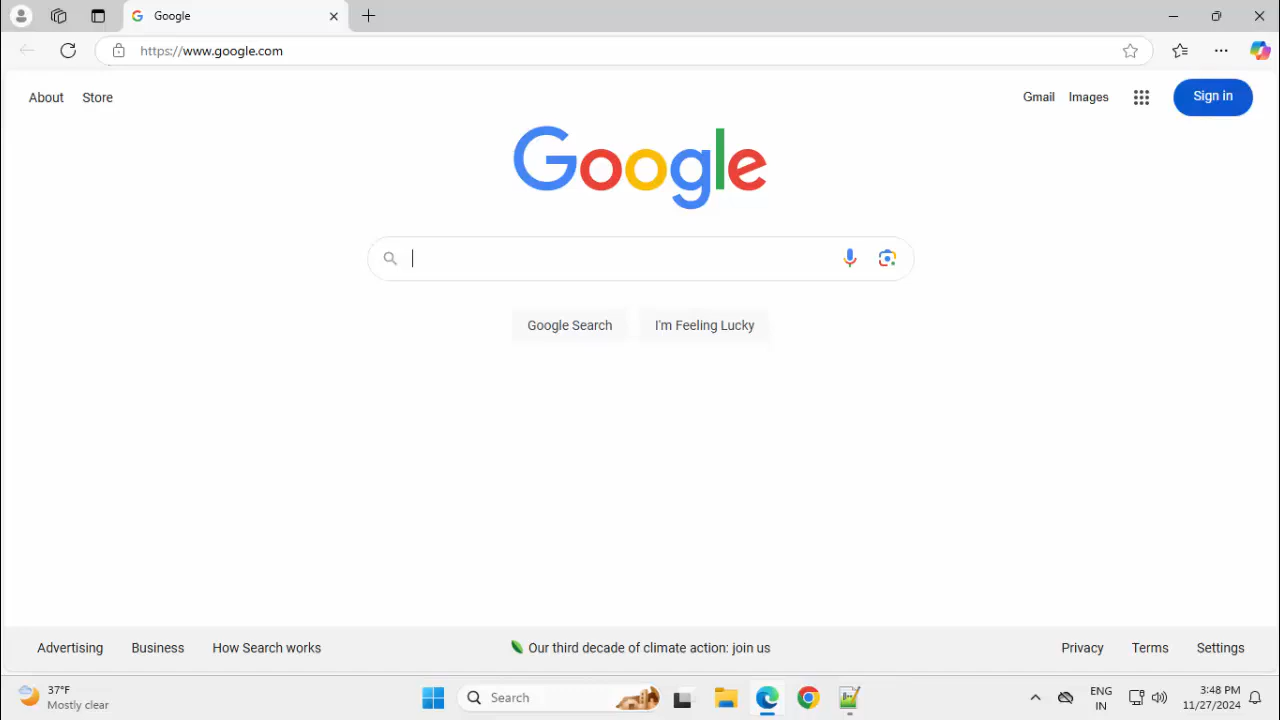 Google
https://www.google.com
About Store
Gmail Images Sign in
Google
Google Search I'm Feeling Lucky
Advertising Business How Search works
Our third decade of climate action: join us
Privacy Terms Settings
37°F
Mostly clear
Search
ENG
IN
3:48 PM
11/27/2024